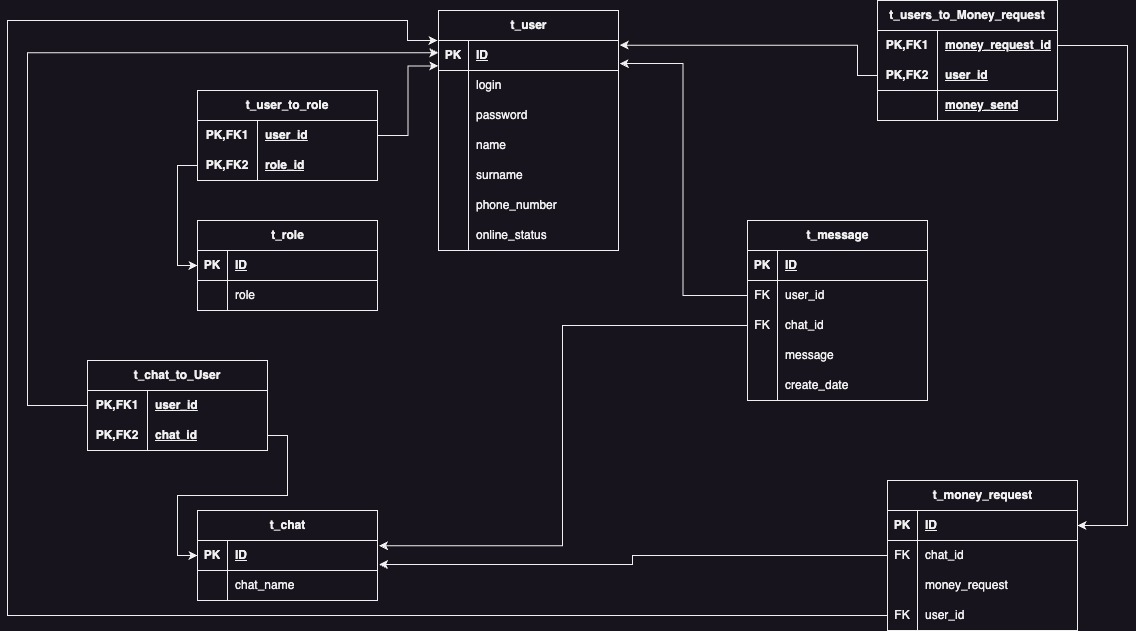 t_user
PK ID
login
password
name
surname
phone_number
online_status
t_users_to_Money_request
PK,FK1 money_request_id
PK,FK2 user_id
money_send
t_user_to_role
PK,FK1 user_id
PK,FK2 role_id
t_role
PK ID
role
t_message
PK ID
FK user_id
FK chat_id
message
create_date
t_chat_to_User
PK,FK1 user_id
PK,FK2 chat_id
t_chat
PK ID
chat_name
t_money_request
PK ID
FK chat_id
money_request
FK user_id